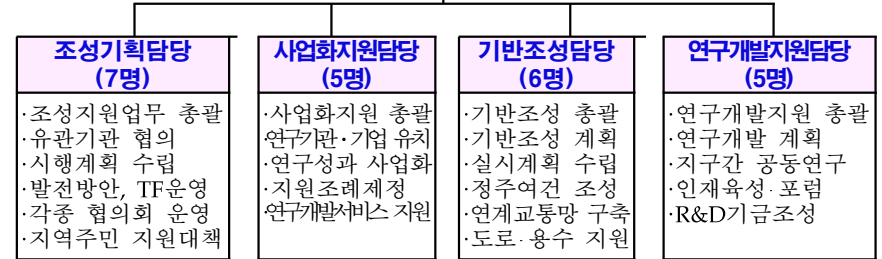 조성기획담당
(7명)
·조성지원업무 총괄
·유관기관 협의
·시행계획 수립
·발전방안, TF운영
·각종 협의회 운영
·지역주민 지원대책
사업화지원담당
(5명)
·사업화지원 총괄
·연구기관·기업 유치
·연구성과 사업화
·지원조례제정
·연구개발서비스 지원
기반조성담당
(6명)
·기반조성 총괄
·기반조성 계획
·실시계획 수립
·정주여건 조성
·연계교통망 구축
·도로·용수 지원
연구개발지원담당
(5명)
·연구개발지원 총괄
·연구개발 계획
·지구간 공동연구
·인재육성·포럼
·R&D기금조성